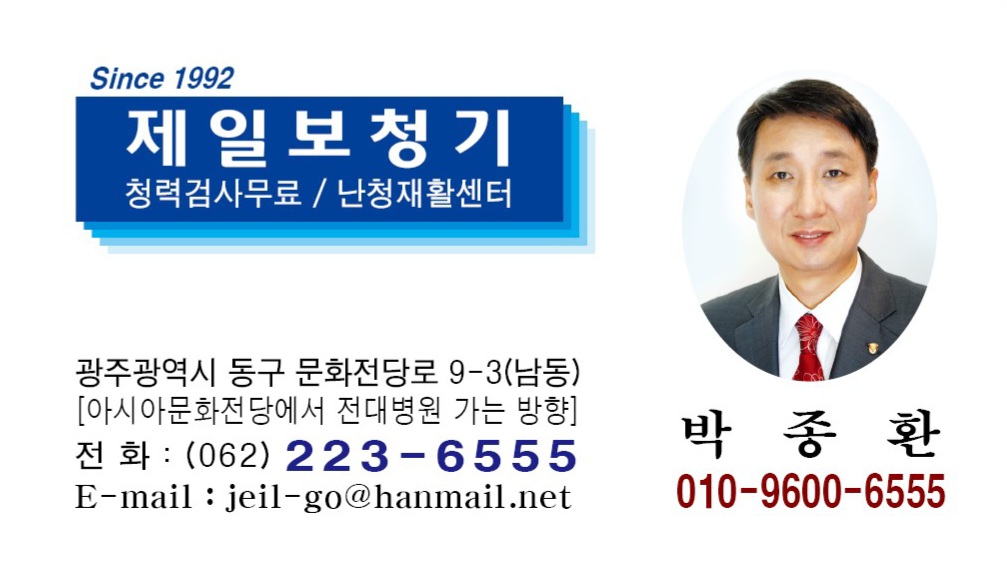 Since 1992
제일보청기
청력검사무료 / 난청재활센터
광주광역시 동구 문화전당로 9-3(남동)
[아시아문화전당에서 전대병원 가는 방향]
전 화 : (062) 223-6555
E-mail : jeil-go@hanmail.net
박 종 환
010-9600-6555